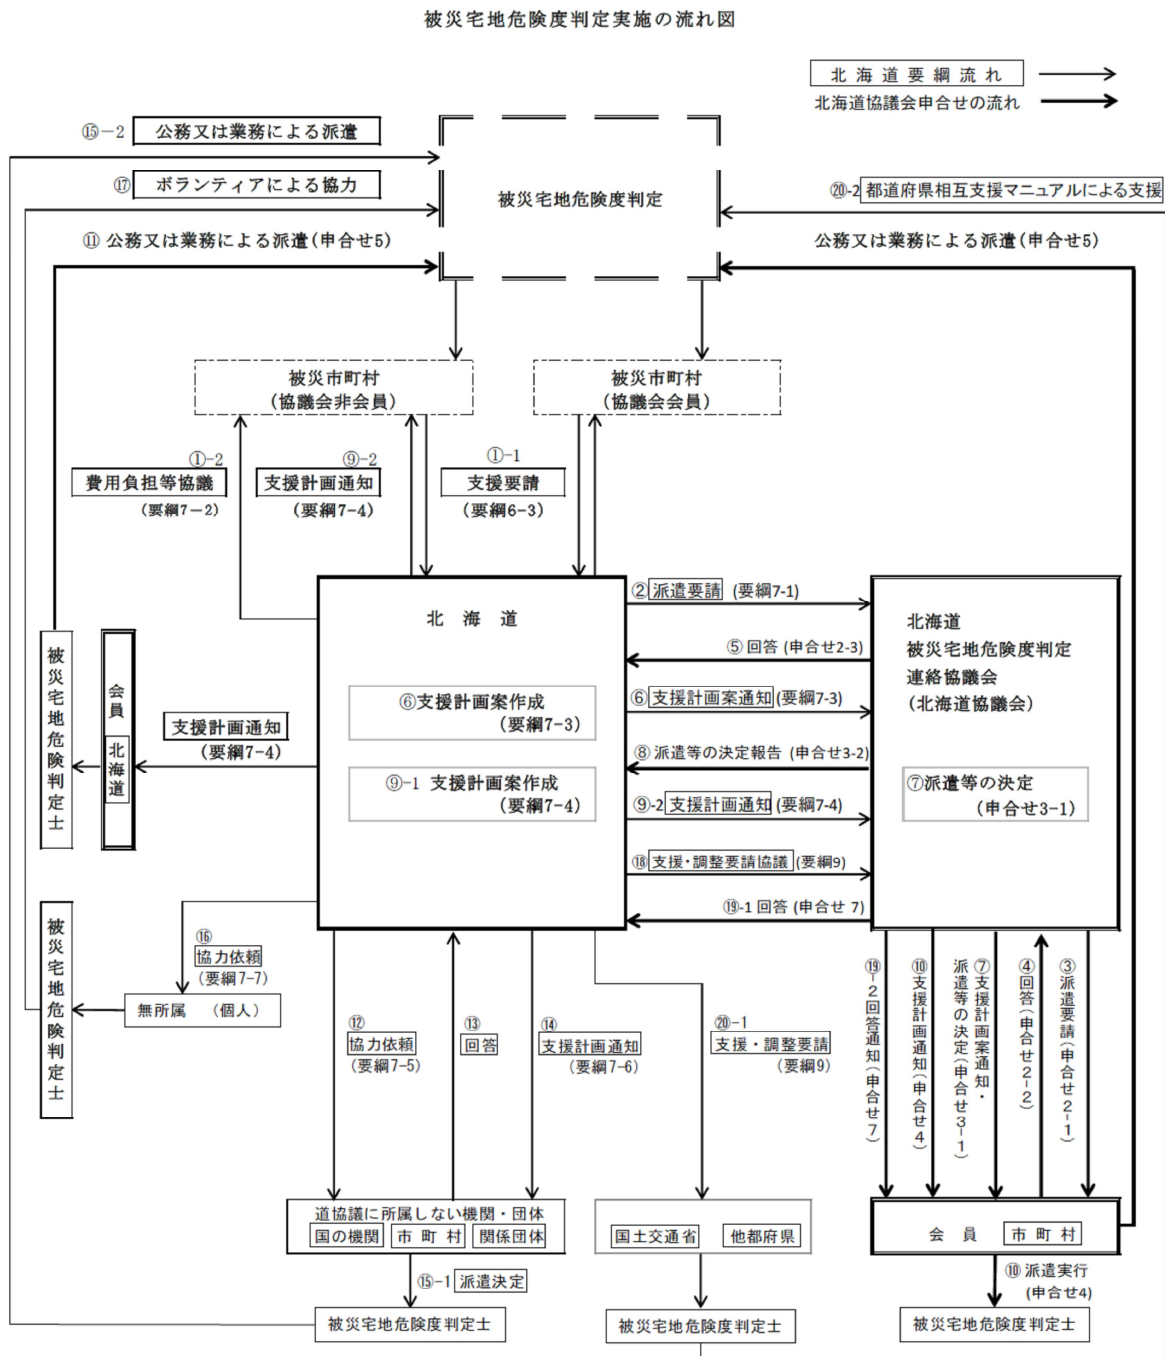 被災宅地危険度判定実施の流れ図
北海道要綱流れ
北海道協議会申合せの流れ
⑮－2 公務又は業務による派遣
⑰ ボランティアによる協力
⑪ 公務又は業務による派遣(申合せ5)
被災宅地危険度判定
⑳-2 都道府県相互支援マニュアルによる支援
公務又は業務による派遣(申合せ5)
被災市町村
(協議会非会員)
被災市町村
(協議会会員)
①-2
費用負担等協議
(要綱7－2)
⑨-2
支援計画通知
(要綱7-4)
①-1
支援要請
(要綱6-3)
北海道
⑥支援計画案作成
(要綱7-3)
⑨-1 支援計画案作成
(要綱7-4)
② 派遣要請 (要綱7-1)
⑤ 回答 (申合せ2-3)
⑥ 支援計画案通知 (要綱7-3)
⑧ 派遣等の決定報告 (申合せ3-2)
⑨-2 支援計画通知 (要綱7-4)
⑱ 支援・調整要請協議 (要綱9)
⑲-1 回答 (申合せ 7)
北海道
被災宅地危険度判定
連絡協議会
(北海道協議会)
⑦派遣等の決定
(申合せ3-1)
被災宅地危険判定士
会員 北海道
支援計画通知
(要綱7-4)
被災宅地危険判定士
⑯
協力依頼
(要綱7-7)
無所属 (個人)
⑫
協力依頼
(要綱7-5)
⑬
回答
⑭
支援計画通知
(要綱7-6)
⑳-1
支援・調整要請
(要綱9)
⑲-2回答通知(申合せ7)
⑩支援計画通知(申合せ4)
⑦支援計画案通知・
派遣等の決定(申合せ3-1)
④回答(申合せ2-2)
③派遣要請(申合せ2-1)
道協議に所属しない機関・団体
国の機関 市町村 関係団体
国土交通省 他都府県
会員 市町村
⑮-1 派遣決定
⑩ 派遣実行
(申合せ4)
被災宅地危険度判定士
被災宅地危険度判定士
被災宅地危険度判定士